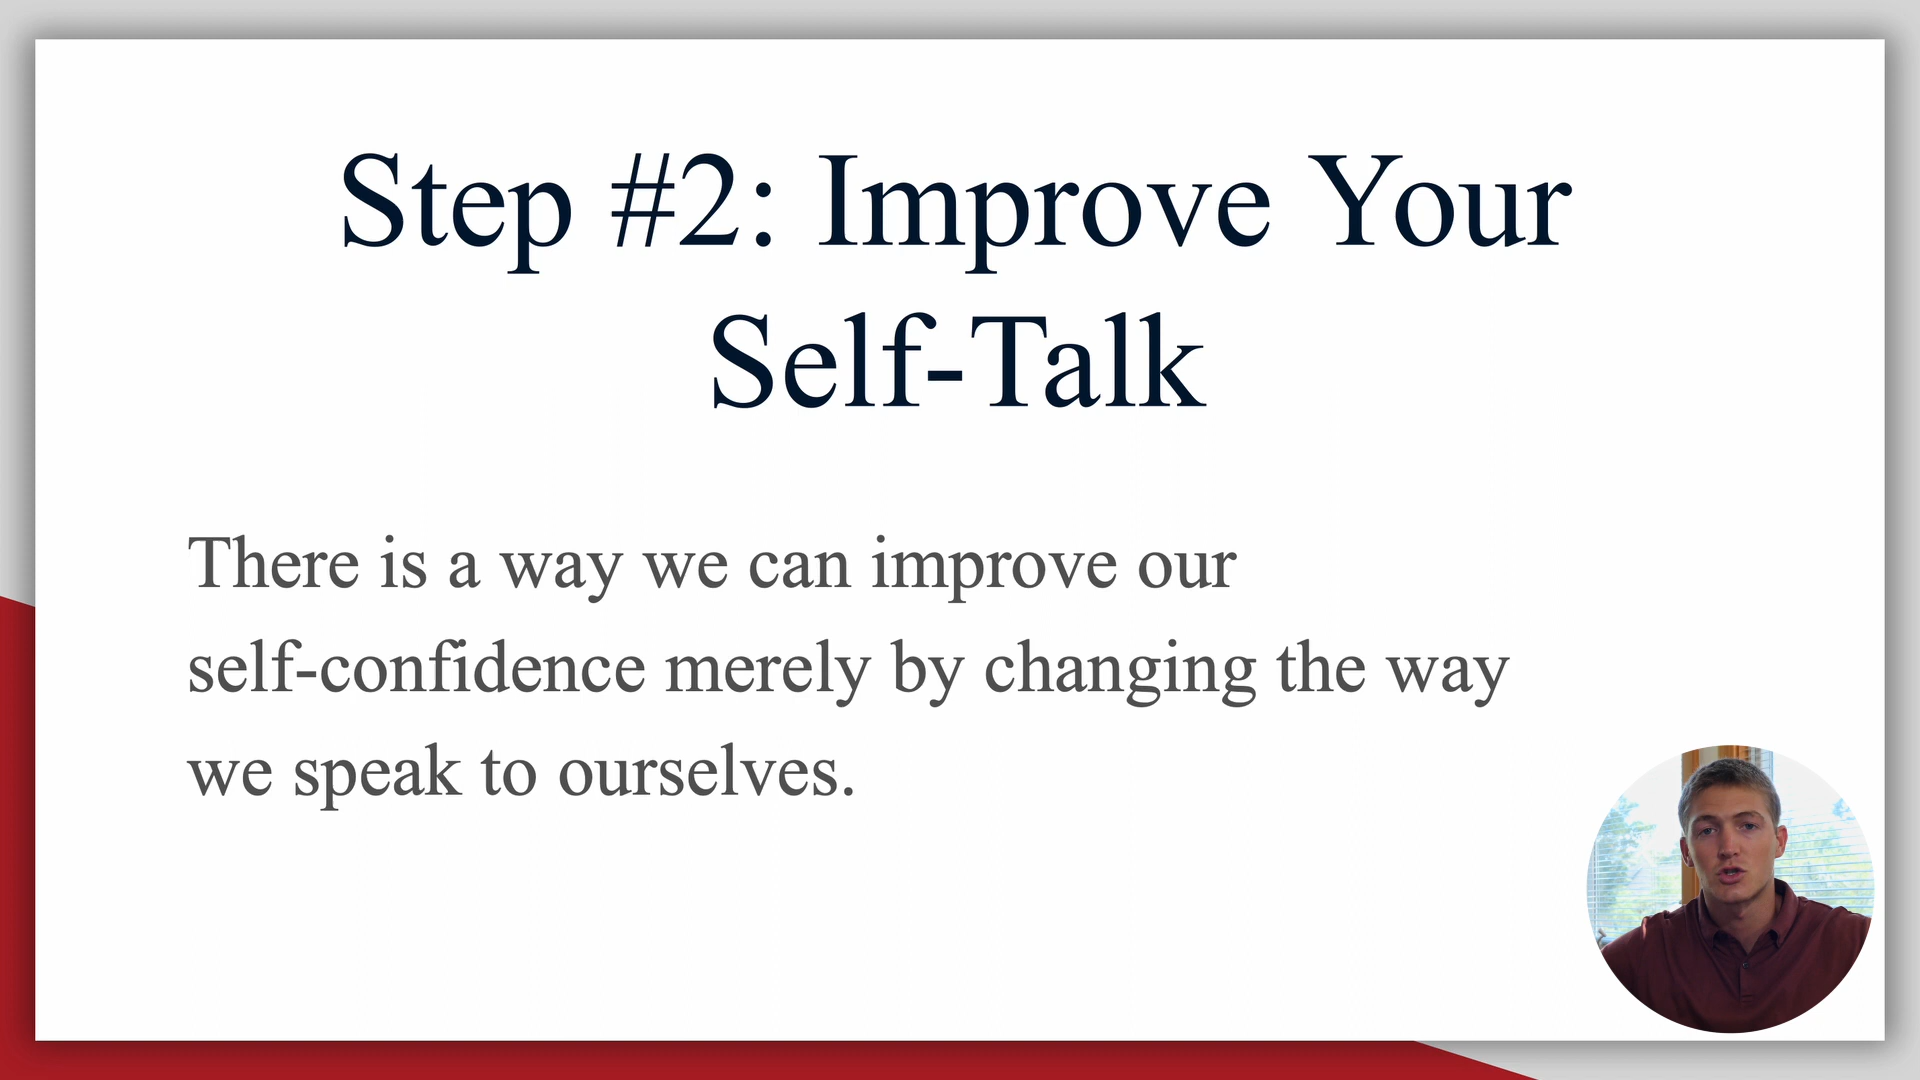 Step #2: Improve Your
Self-Talk
There is a way we can improve our
self-confidence merely by changing the way
we speak to ourselves.